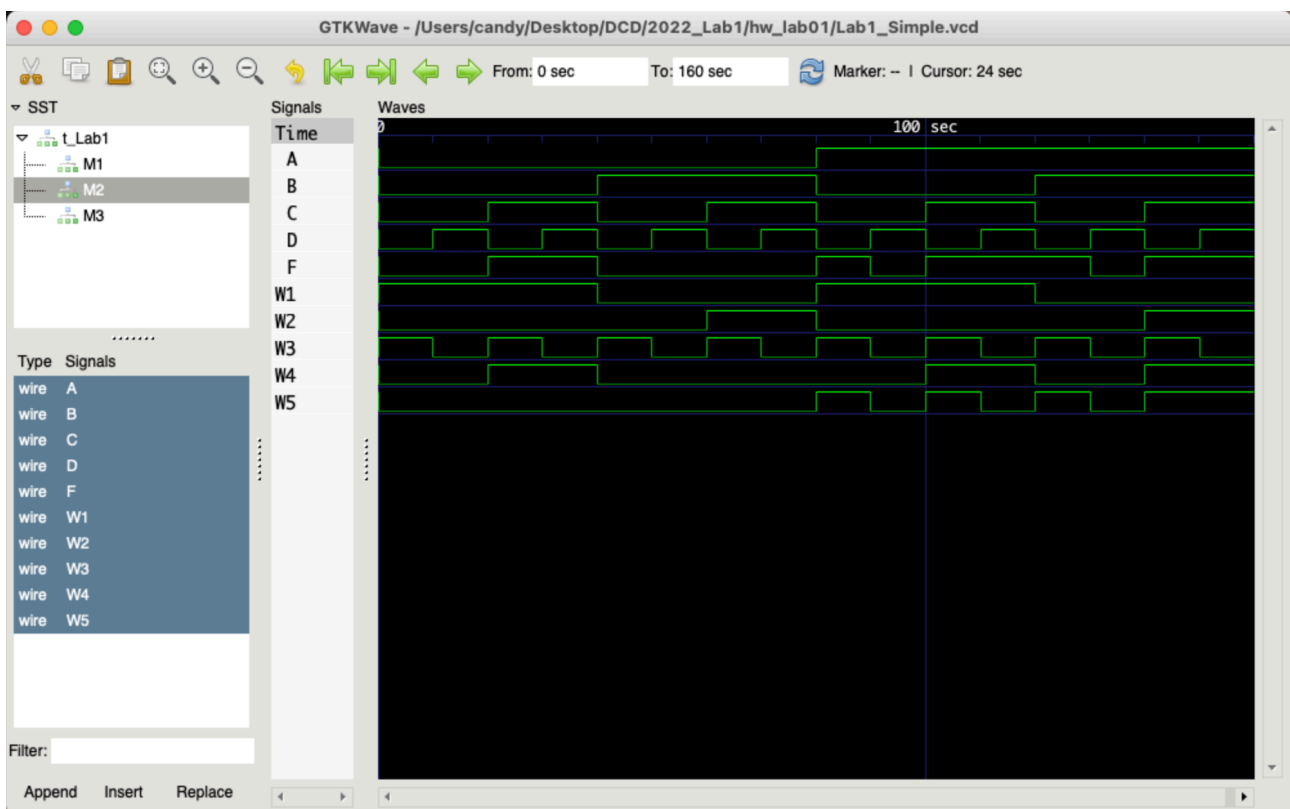 GTKWave - /Users/candy/Desktop/DCD/2022_Lab1/hw_lab01/Lab1_Simple.vcd
From: 0 sec To: 160 sec Marker: -- | Cursor: 24 sec
SST
t_Lab1
M1
M2
M3
Type Signals
wire A
wire B
wire C
wire D
wire F
wire W1
wire W2
wire W3
wire W4
wire W5
Filter:
Append Insert Replace
Signals
Time
A
B
C
D
F
W1
W2
W3
W4
W5
Waves
0 100 sec